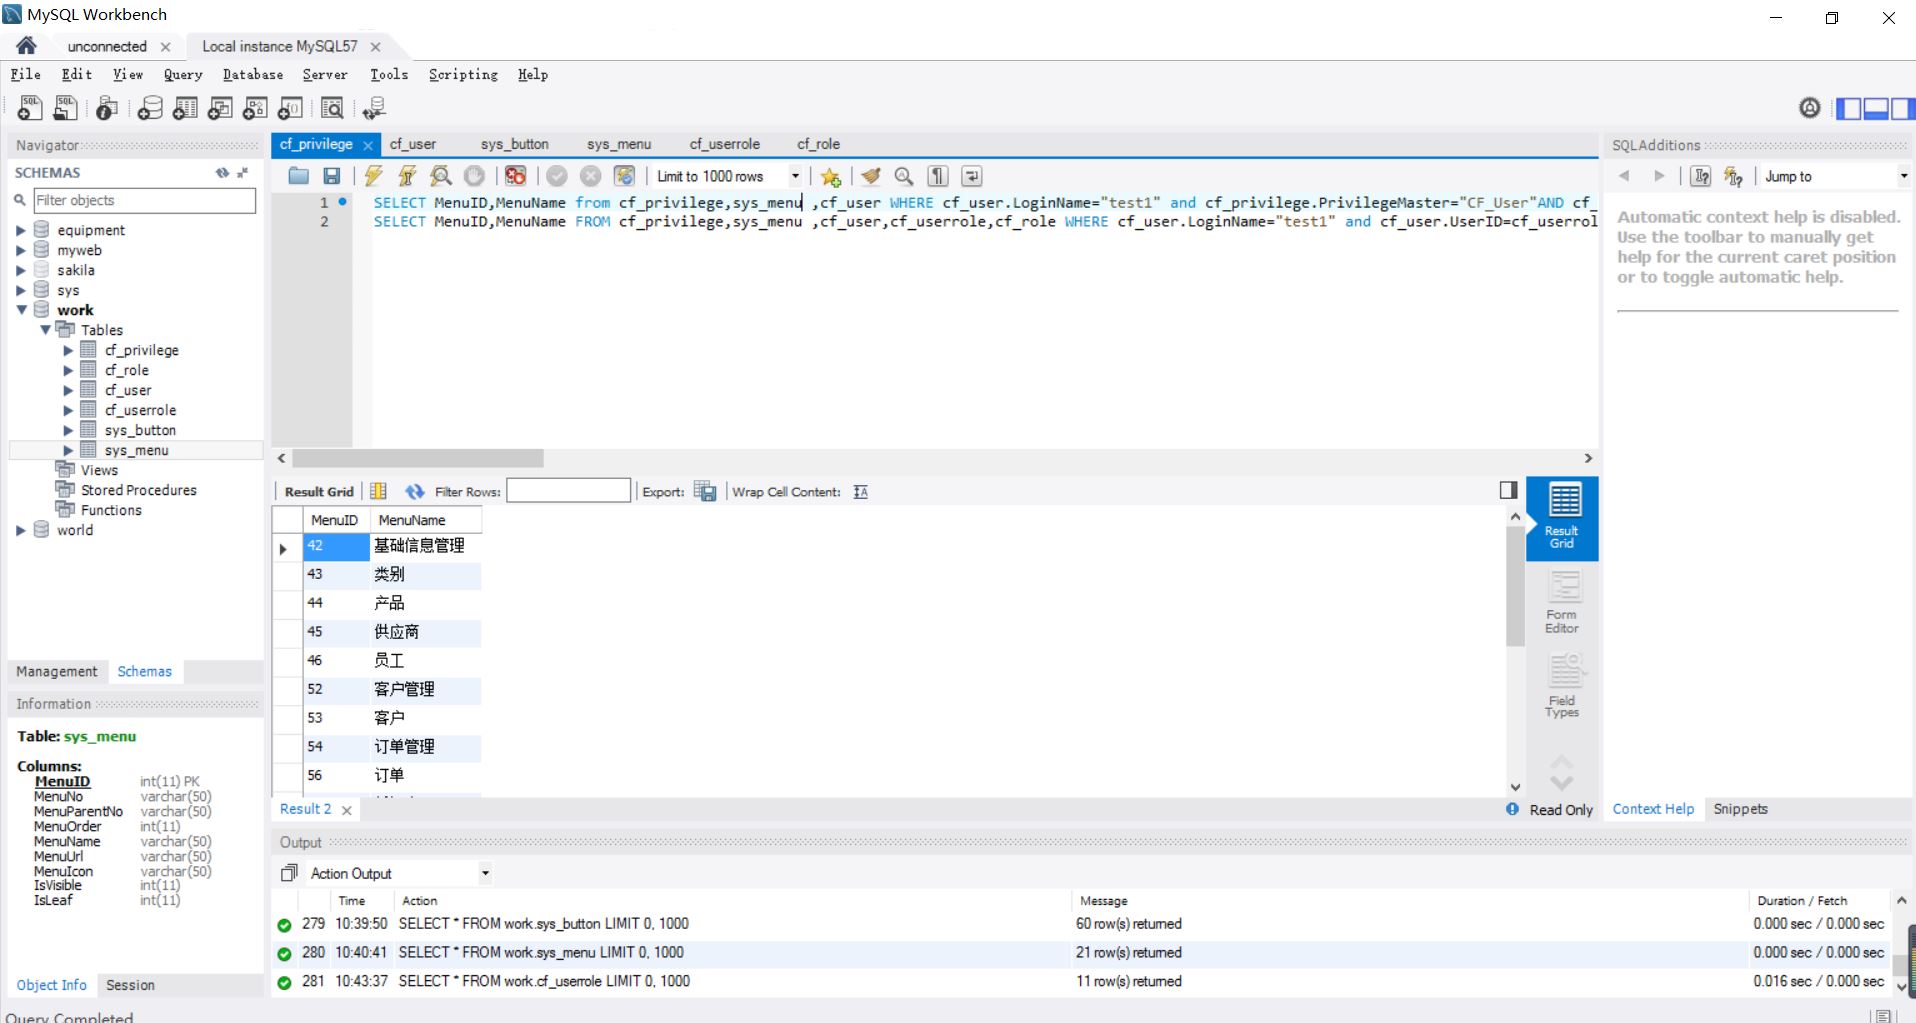 MySQL Workbench
unconnected
Local instance MySQL57
File Edit View Query Database Server Tools Scripting Help
Navigator
SCHEMAS
Filter objects
equipment
myweb
sakila
sys
work
Tables
cf_privilege
cf_role
cf_user
cf_userrole
sys_button
sys_menu
Views
Stored Procedures
Functions
world
Management Schemas
Information
Table: sys_menu
Columns:
MenuID int(11) PK
MenuNo varchar(50)
MenuParentNo varchar(50)
MenuOrder int(11)
MenuName varchar(50)
MenuUrl varchar(50)
MenuIcon varchar(50)
IsVisible int(11)
IsLeaf int(11)
Object Info Session
Query Completed
cf_privilege cf_user sys_button sys_menu cf_userrole cf_role
Limit to 1000 rows
1 SELECT MenuID,MenuName from cf_privilege,sys_menu ,cf_user WHERE cf_user.LoginName="test1" and cf_privilege.PrivilegeMaster="CF_User"AND cf_
2 SELECT MenuID,MenuName FROM cf_privilege,sys_menu ,cf_user,cf_userrole,cf_role WHERE cf_user.LoginName="test1" and cf_user.UserID=cf_userrol
Result Grid Filter Rows: Export: Wrap Cell Content:
MenuID MenuName
42 基础信息管理
43 类别
44 产品
45 供应商
46 员工
52 客户管理
53 客户
54 订单管理
56 订单
Result Grid
Form Editor
Field Types
Result 2
Read Only
Output
Action Output
Time Action Message Duration / Fetch
279 10:39:50 SELECT * FROM work.sys_button LIMIT 0, 1000 60 row(s) returned 0.000 sec / 0.000 sec
280 10:40:41 SELECT * FROM work.sys_menu LIMIT 0, 1000 21 row(s) returned 0.000 sec / 0.000 sec
281 10:43:37 SELECT * FROM work.cf_userrole LIMIT 0, 1000 11 row(s) returned 0.016 sec / 0.000 sec
SQLAdditions
Jump to
Automatic context help is disabled.
Use the toolbar to manually get
help for the current caret position
or to toggle automatic help.
Context Help Snippets